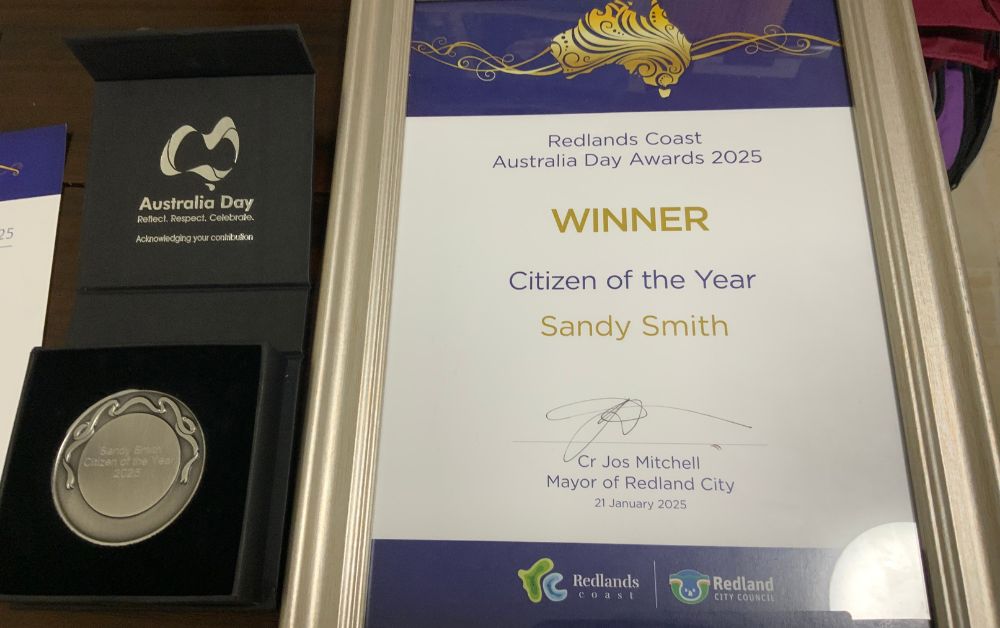 25
Australia Day
Reflect. Respect. Celebrate.
Acknowledging your contribution
Sandy Smith
Citizen of the Year
2025
Redlands Coast
Australia Day Awards 2025
WINNER
Citizen of the Year
Sandy Smith
Cr Jos Mitchell
Mayor of Redland City
21 January 2025
Redlands
coast
Redland
CITY COUNCIL